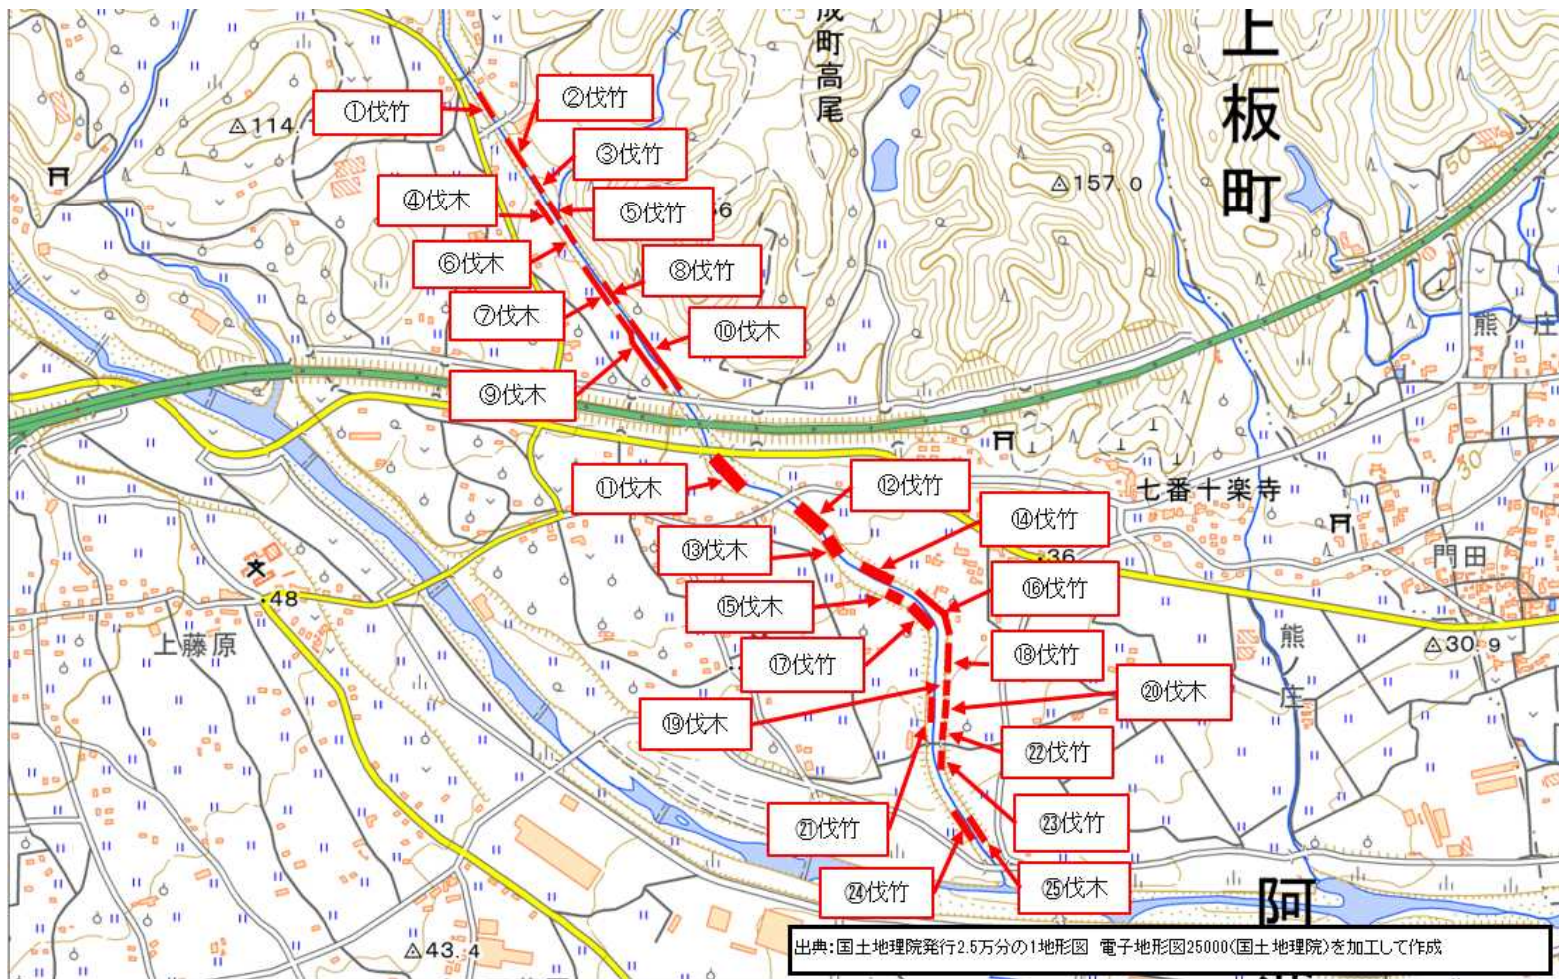 上板町
成町高尾
①伐竹
②伐竹
③伐竹
④伐木
⑤伐竹
⑥伐木
⑧伐竹
⑦伐木
⑩伐木
⑨伐木
⑪伐木
⑫伐竹
⑭伐竹
⑬伐木
⑯伐竹
⑮伐木
⑰伐竹
⑱伐竹
⑳伐木
⑲伐木
㉒伐竹
㉑伐竹
㉓伐竹
㉔伐竹
㉕伐木
157.0
50
熊ノ庄
七番十楽寺
30
36
門田
48
上藤原
熊ノ庄
30.9
43.4
阿
出典:国土地理院発行2.5万分の1地形図 電子地形図25000(国土地理院)を加工して作成